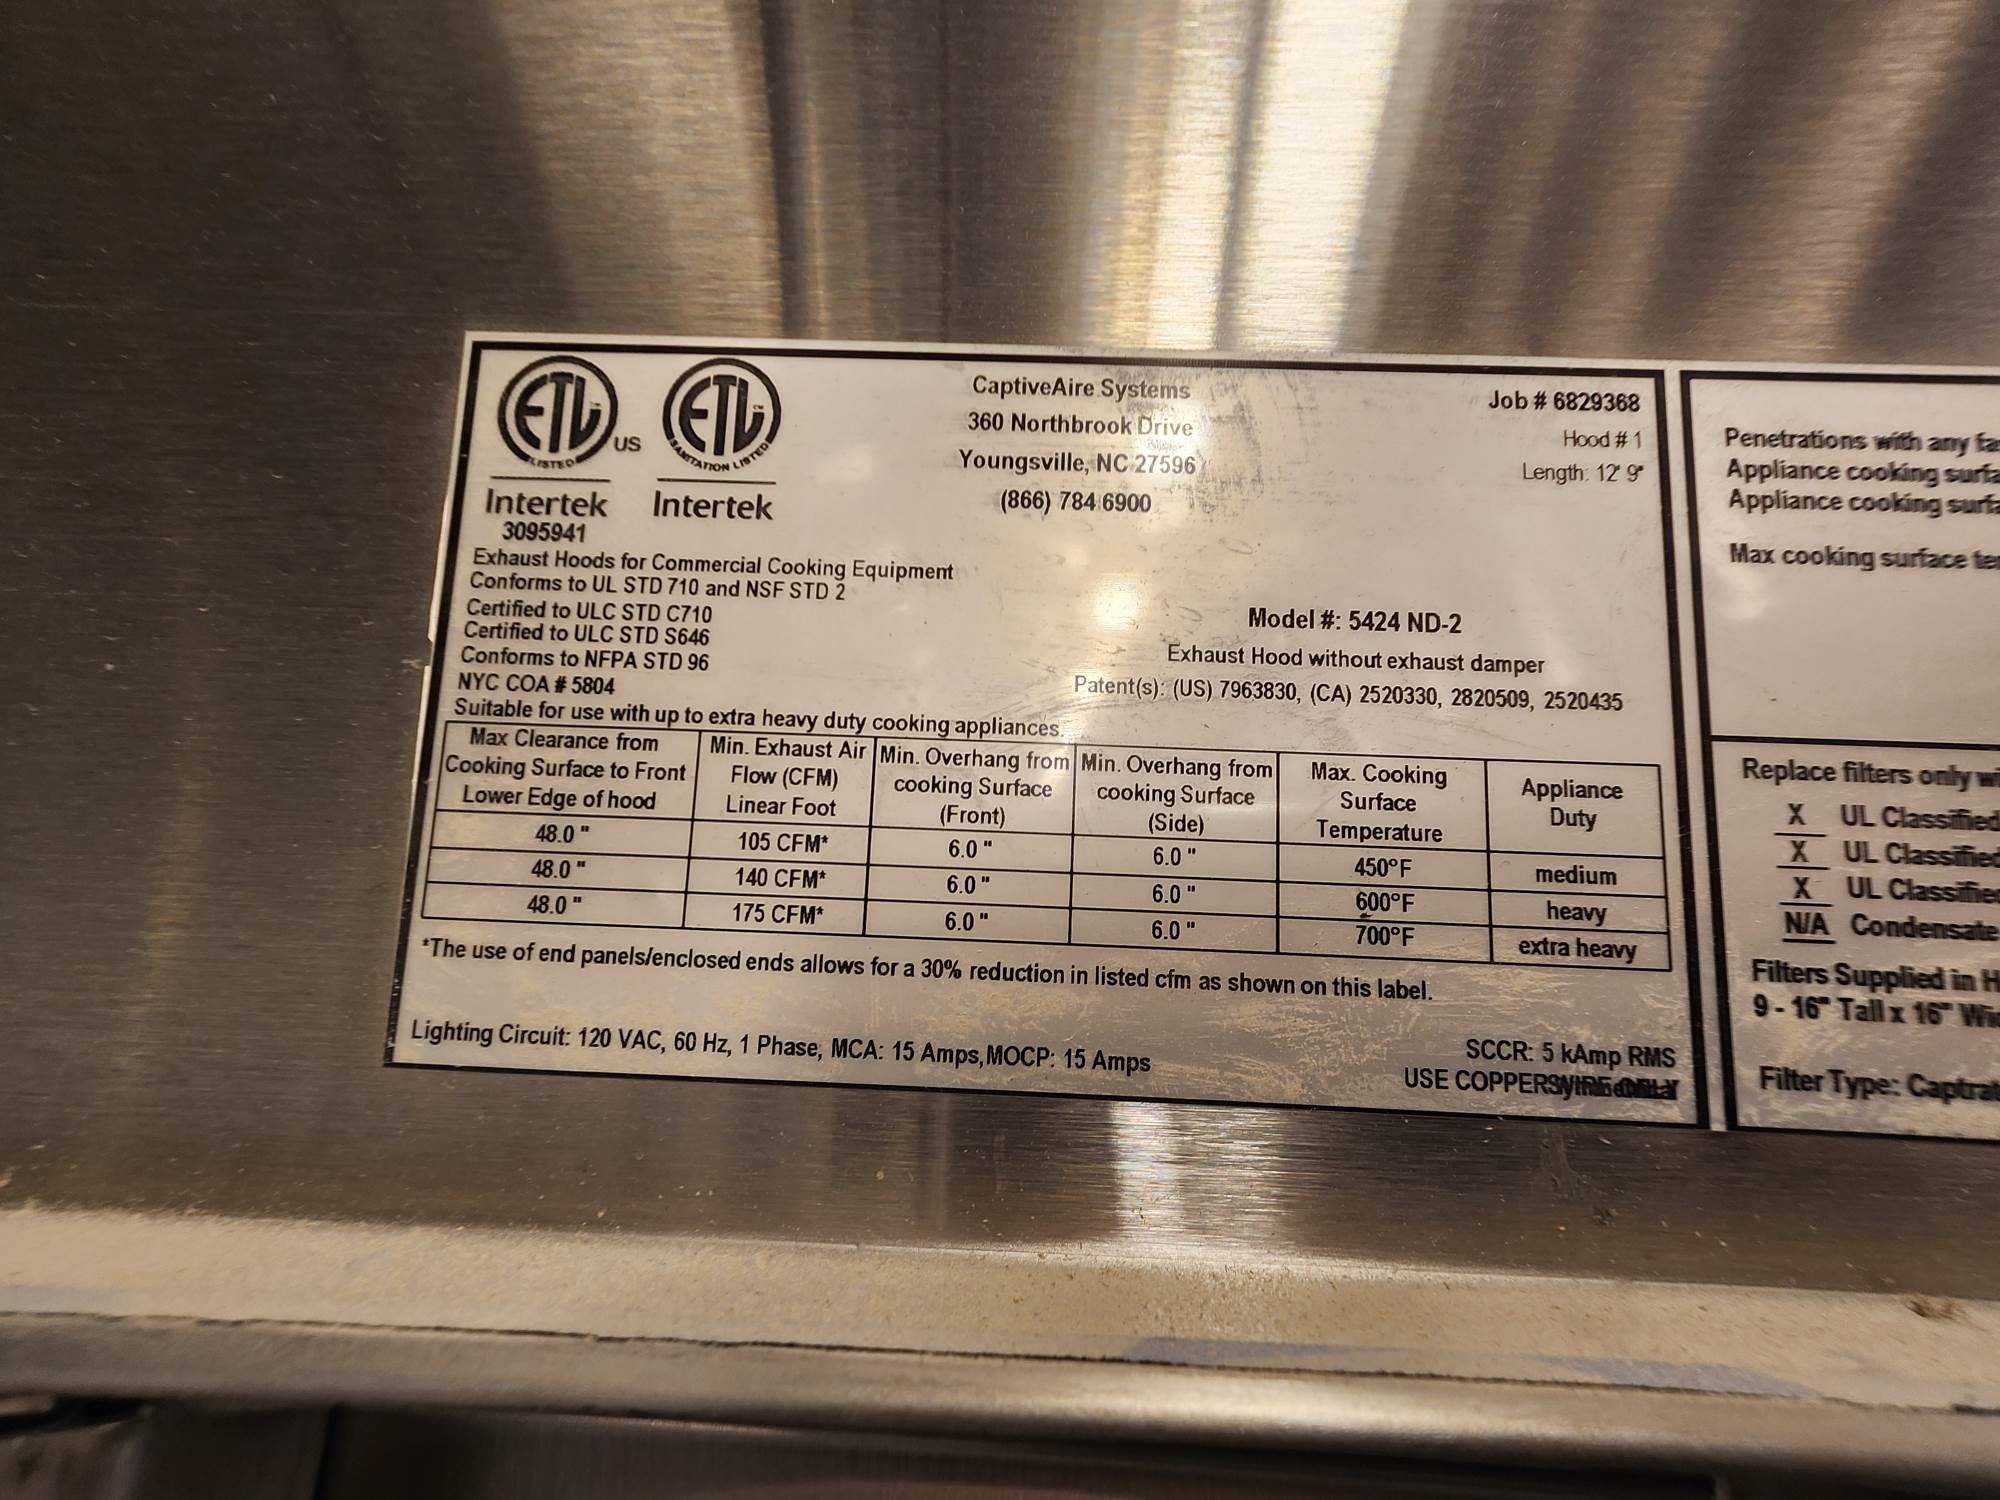 ETL
LISTED
US
Intertek
3095941
ETL
SANITATION LISTED
Intertek
CaptiveAire Systems
360 Northbrook Drive
Youngsville, NC 27596
(866) 784 6900
Job # 6829368
Hood # 1
Length: 12' 9"
Exhaust Hoods for Commercial Cooking Equipment
Conforms to UL STD 710 and NSF STD 2
Certified to ULC STD C710
Certified to ULC STD S646
Conforms to NFPA STD 96
NYC COA # 5804
Suitable for use with up to extra heavy duty cooking appliances.
Model #: 5424 ND-2
Exhaust Hood without exhaust damper
Patent(s): (US) 7963830, (CA) 2520330, 2820509, 2520435
Max Clearance from
Cooking Surface to Front
Lower Edge of hood
Min. Exhaust Air
Flow (CFM)
Linear Foot
Min. Overhang from
cooking Surface
(Front)
Min. Overhang from
cooking Surface
(Side)
Max. Cooking
Surface
Temperature
Appliance
Duty
48.0 " 105 CFM* 6.0 " 6.0 " 450°F medium
48.0 " 140 CFM* 6.0 " 6.0 " 600°F heavy
48.0 " 175 CFM* 6.0 " 6.0 " 700°F extra heavy
*The use of end panels/enclosed ends allows for a 30% reduction in listed cfm as shown on this label.
Lighting Circuit: 120 VAC, 60 Hz, 1 Phase, MCA: 15 Amps, MOCP: 15 Amps
SCCR: 5 kAmp RMS
USE COPPER
Penetrations with any
Appliance cooking
Appliance cooking
Max cooking surface
Replace filters only
X UL Classified
X UL Classified
X UL Classified
N/A Condensate
Filters Supplied in
9 - 16" Tall x 16"
Filter Type: